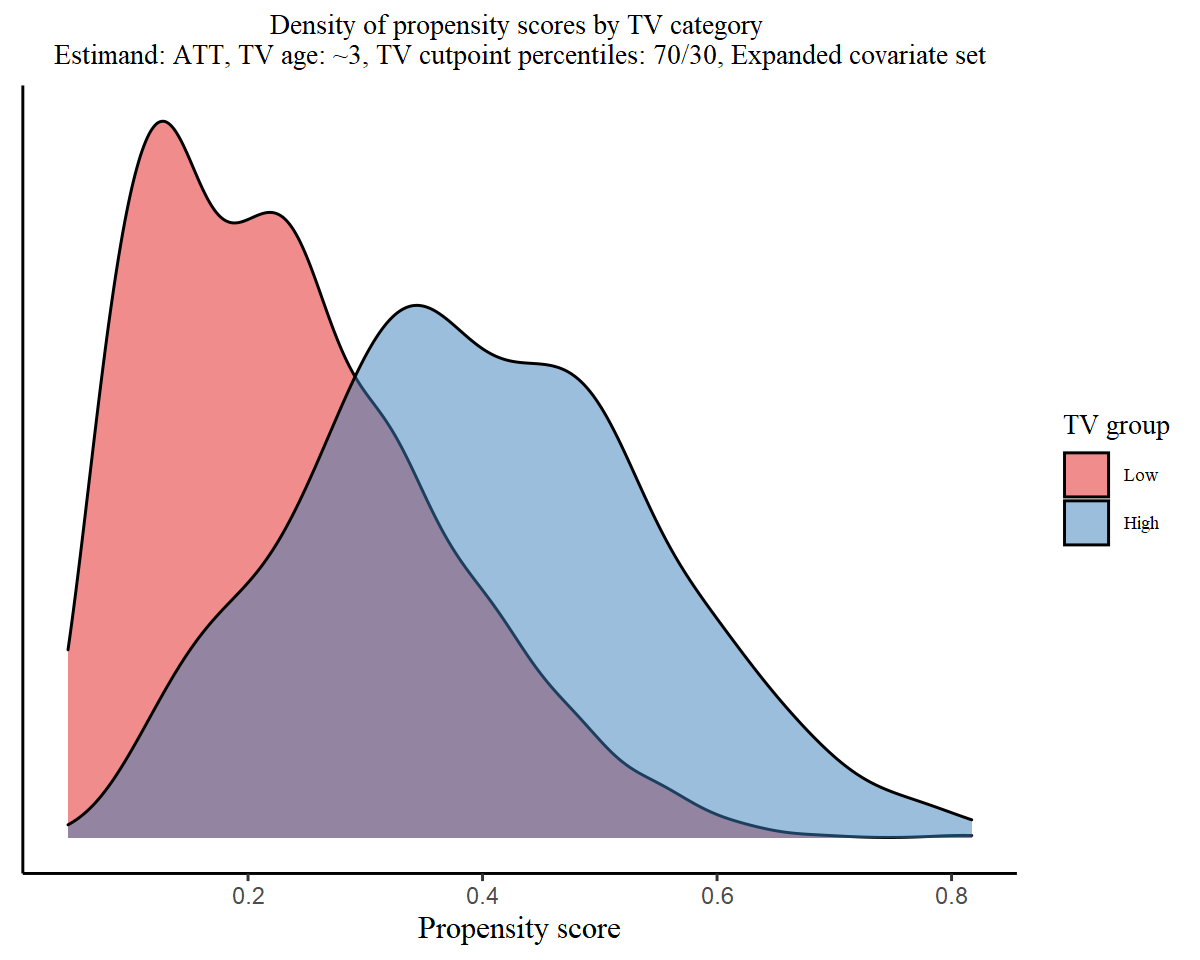 Density of propensity scores by TV category
Estimand: ATT, TV age: ~3, TV cutpoint percentiles: 70/30, Expanded covariate set
TV group
Low
High
0.2
0.4
0.6
0.8
Propensity score